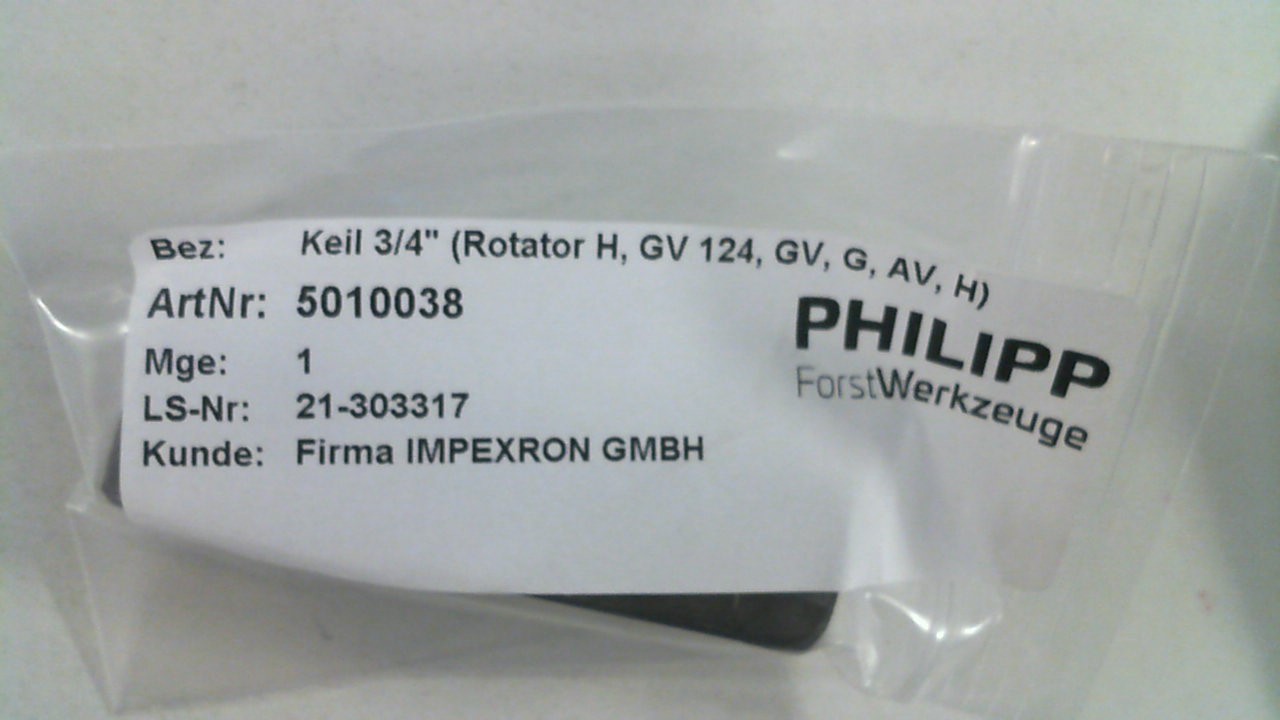 Bez: Keil 3/4" (Rotator H, GV 124, GV, G, AV, H)
ArtNr: 5010038
Mge: 1
LS-Nr: 21-303317
Kunde: Firma IMPEXRON GMBH
PHILIPP
ForstWerkzeuge